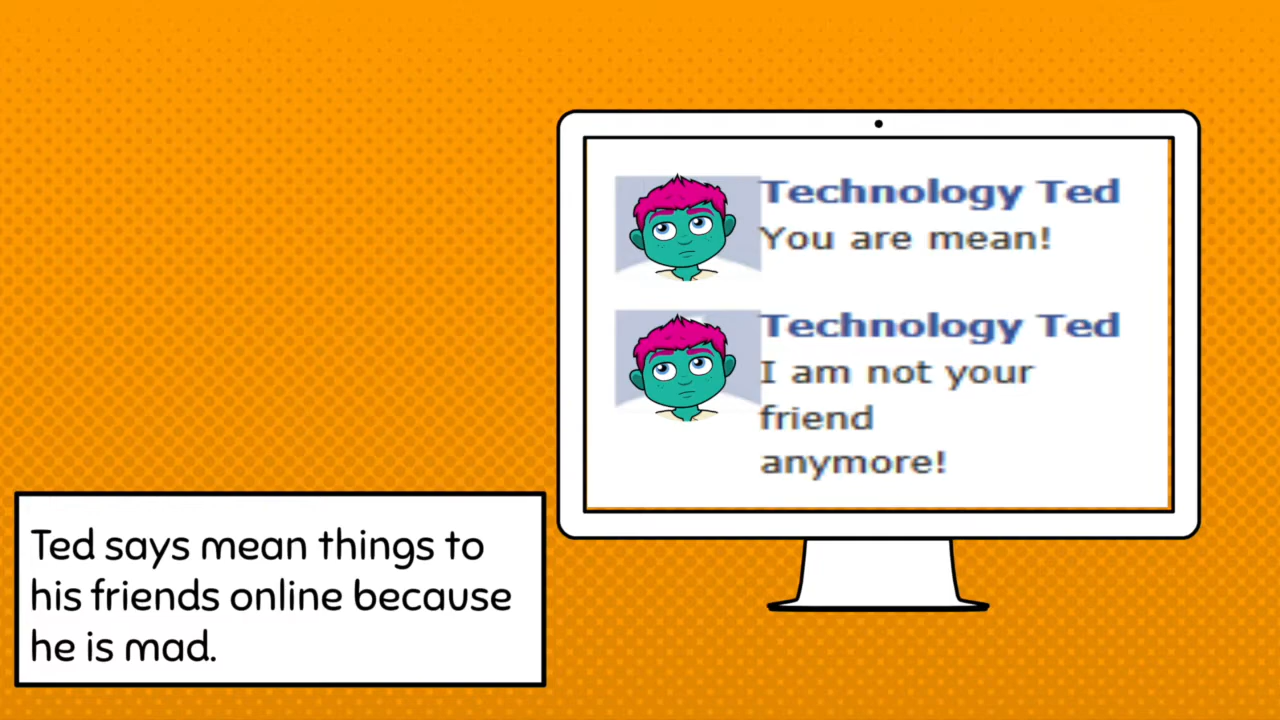 Technology Ted
You are mean!
Technology Ted
I am not your
friend
anymore!
Ted says mean things to
his friends online because
he is mad.